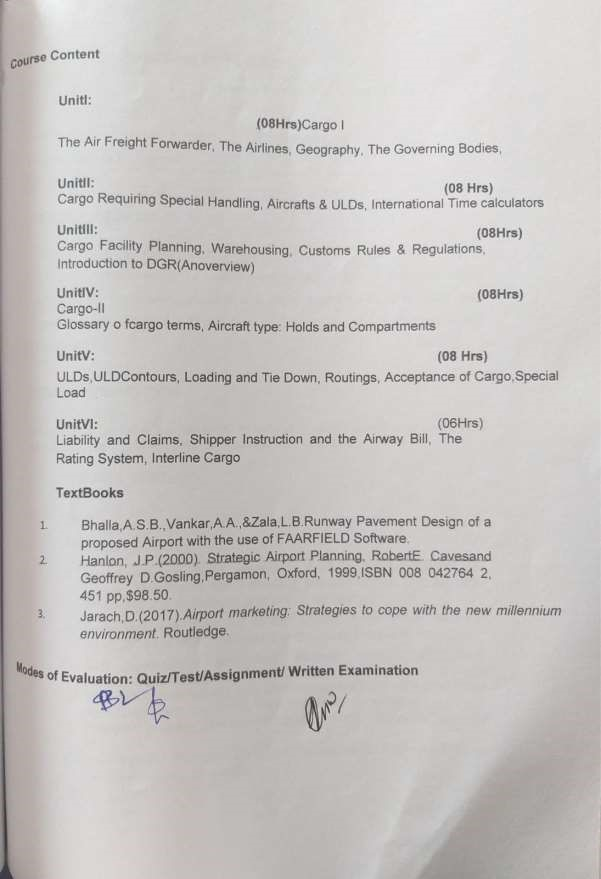 Course Content
UnitI:
(08Hrs)Cargo I
The Air Freight Forwarder, The Airlines, Geography, The Governing Bodies,
UnitII: (08 Hrs)
Cargo Requiring Special Handling, Aircrafts & ULDs, International Time calculators
UnitIII: (08Hrs)
Cargo Facility Planning, Warehousing, Customs Rules & Regulations,
Introduction to DGR(Anoverview)
UnitIV: (08Hrs)
Cargo-II
Glossary o fcargo terms, Aircraft type: Holds and Compartments
UnitV: (08 Hrs)
ULDs,ULDContours, Loading and Tie Down, Routings, Acceptance of Cargo,Special
Load
UnitVI: (06Hrs)
Liability and Claims, Shipper Instruction and the Airway Bill, The
Rating System, Interline Cargo
TextBooks
1. Bhalla,A.S.B.,Vankar,A.A.,&Zala,L.B.Runway Pavement Design of a
proposed Airport with the use of FAARFIELD Software.
2. Hanlon, J.P.(2000). Strategic Airport Planning, RobertE. Cavesand
Geoffrey D.Gosling,Pergamon, Oxford, 1999,ISBN 008 042764 2,
451 pp,$98.50.
3. Jarach,D.(2017).Airport marketing: Strategies to cope with the new millennium
environment. Routledge.
Modes of Evaluation: Quiz/Test/Assignment/ Written Examination